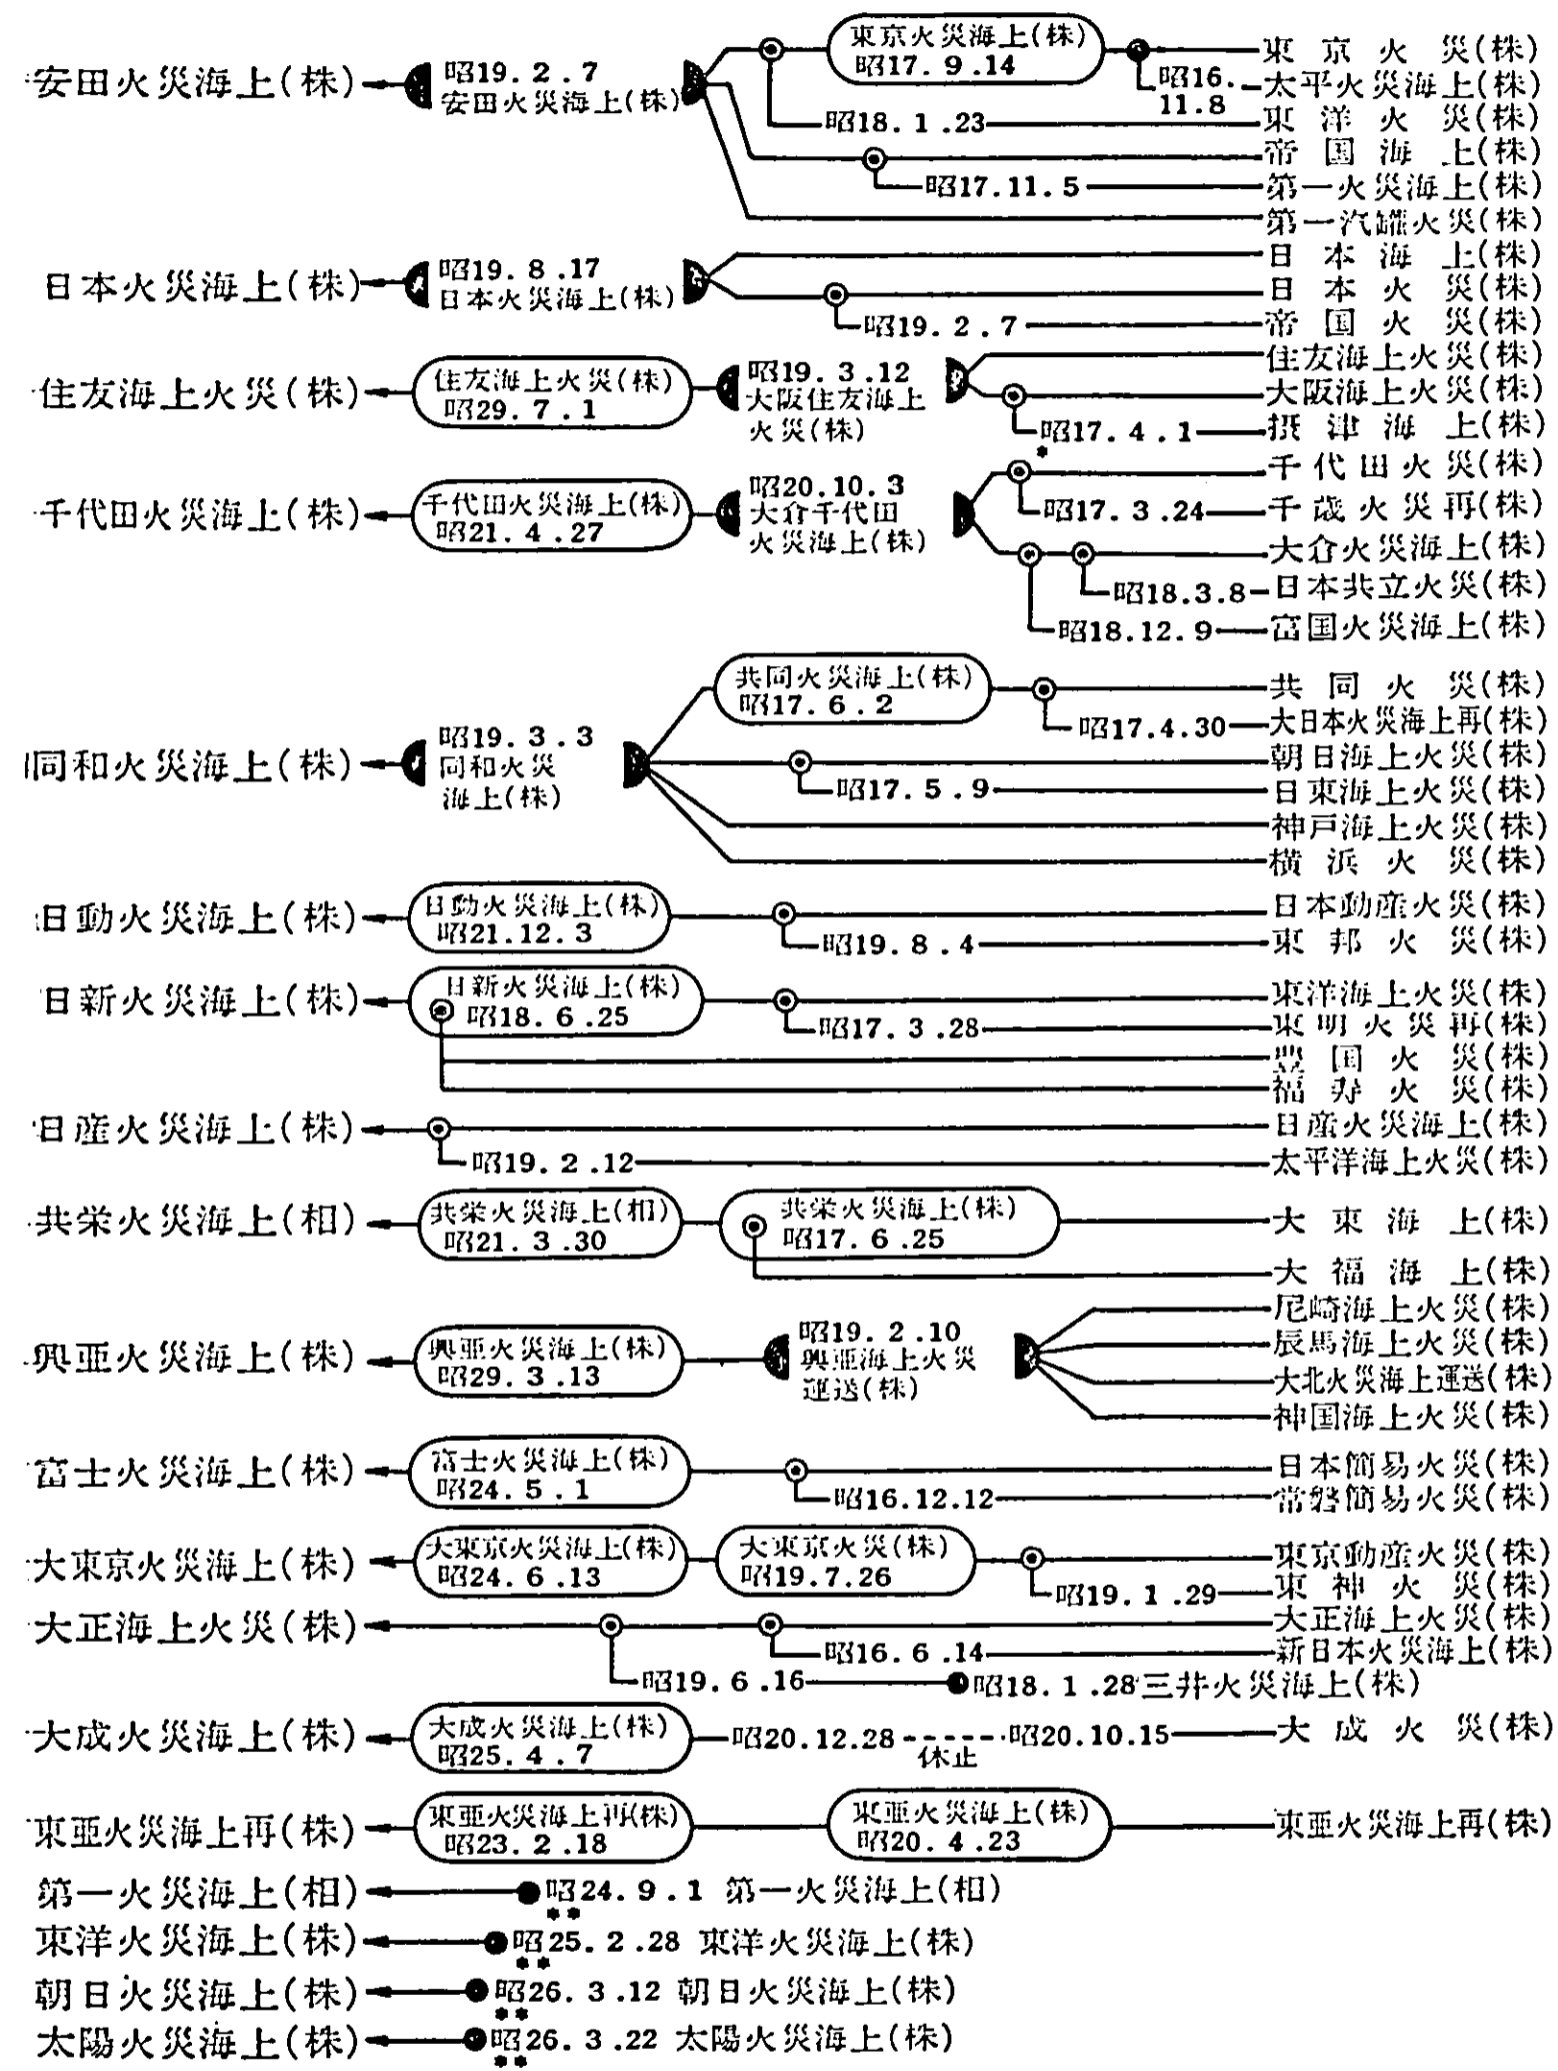 安田火災海上(株)
昭19.2.7
安田火災海上(株)
東京火災海上(株)
昭17.9.14
昭16.
11.8
東京火災(株)
太平火災海上(株)
昭18.1.23
東洋火災(株)
帝国海上(株)
昭17.11.5
第一火災海上(株)
第一汽罐火災(株)
日本火災海上(株)
昭19.8.17
日本火災海上(株)
日本海上(株)
日本火災(株)
昭19.2.7
帝国火災(株)
住友海上火災(株)
住友海上火災(株)
昭29.7.1
昭19.3.12
大阪住友海上
火災(株)
住友海上火災(株)
大阪海上火災(株)
昭17.4.1
*
摂津海上(株)
千代田火災海上(株)
千代田火災海上(株)
昭21.4.27
昭20.10.3
大倉千代田
火災海上(株)
千代田火災(株)
昭17.3.24
千歳火災再(株)
大倉火災海上(株)
昭18.3.8
日本共立火災(株)
昭18.12.9
富国火災海上(株)
同和火災海上(株)
昭19.3.3
同和火災
海上(株)
共同火災海上(株)
昭17.6.2
共同火災(株)
昭17.4.30
大日本火災海上再(株)
朝日海上火災(株)
昭17.5.9
日東海上火災(株)
神戸海上火災(株)
横浜火災(株)
日動火災海上(株)
日動火災海上(株)
昭21.12.3
日本動産火災(株)
昭19.8.4
東邦火災(株)
日新火災海上(株)
日新火災海上(株)
昭18.6.25
東洋海上火災(株)
昭17.3.28
東明火災再(株)
豊国火災(株)
福寿火災(株)
日産火災海上(株)
日産火災海上(株)
昭19.2.12
太平洋海上火災(株)
共栄火災海上(相)
共栄火災海上(相)
昭21.3.30
共栄火災海上(株)
昭17.6.25
大東海上(株)
大福海上(株)
興亜火災海上(株)
興亜火災海上(株)
昭29.3.13
昭19.2.10
興亜海上火災
運送(株)
尼崎海上火災(株)
辰馬海上火災(株)
大北火災海上運送(株)
神国海上火災(株)
富士火災海上(株)
富士火災海上(株)
昭24.5.1
日本簡易火災(株)
昭16.12.12
常磐簡易火災(株)
大東京火災海上(株)
大東京火災海上(株)
昭24.6.13
大東京火災(株)
昭19.7.26
東京動産火災(株)
昭19.1.29
東神火災(株)
大正海上火災(株)
大正海上火災(株)
昭16.6.14
新日本火災海上(株)
昭19.6.16
昭18.1.28三井火災海上(株)
大成火災海上(株)
大成火災海上(株)
昭25.4.7
昭20.12.28
休止
昭20.10.15
大成火災(株)
東亜火災海上再(株)
東亜火災海上再(株)
昭23.2.18
東亜火災海上(株)
昭20.4.23
東亜火災海上再(株)
第一火災海上(相)
昭24.9.1 第一火災海上(相)
**
東洋火災海上(株)
昭25.2.28 東洋火災海上(株)
**
朝日火災海上(株)
昭26.3.12 朝日火災海上(株)
**
太陽火災海上(株)
昭26.3.22 太陽火災海上(株)
**